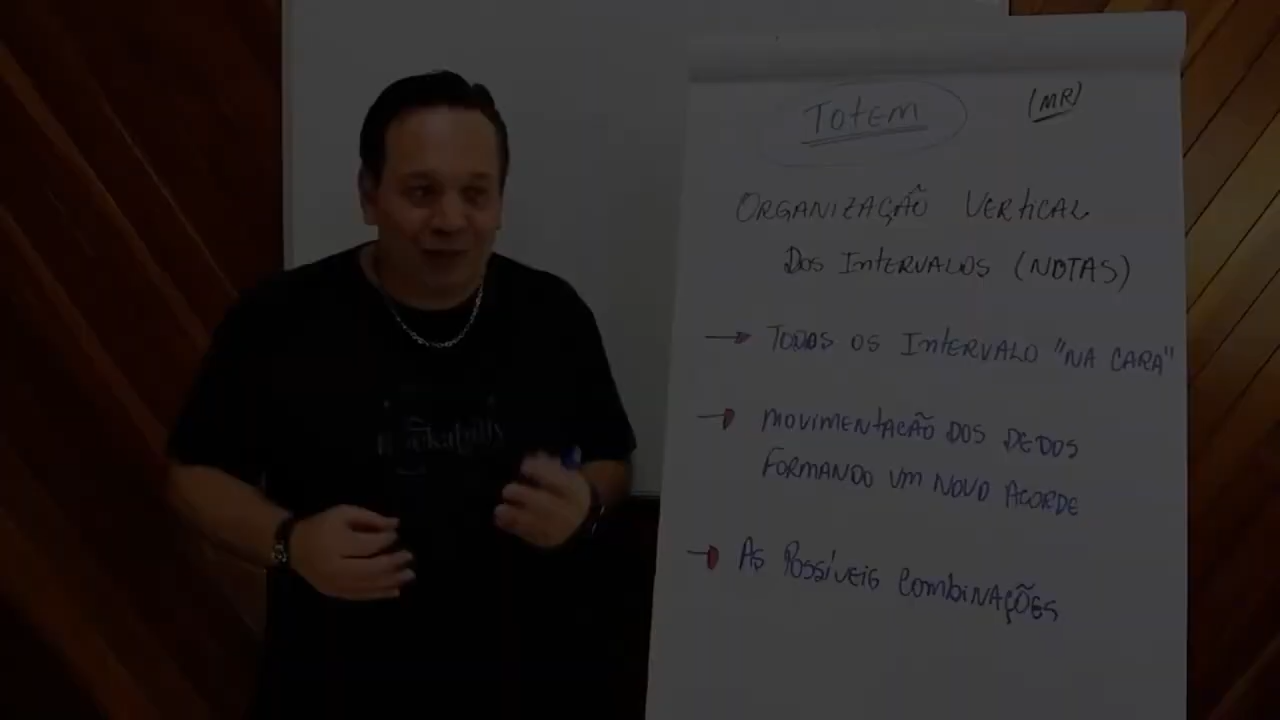 TOTEM
(MR)
ORGANIZAÇÃO VERTICAL
DOS INTERVALOS (NOTAS)
TODOS OS INTERVALO "NA CARA"
MOVIMENTAÇÃO DOS DEDOS
FORMANDO UM NOVO ACORDE
AS POSSÍVEIS COMBINAÇÕES
rockabilly